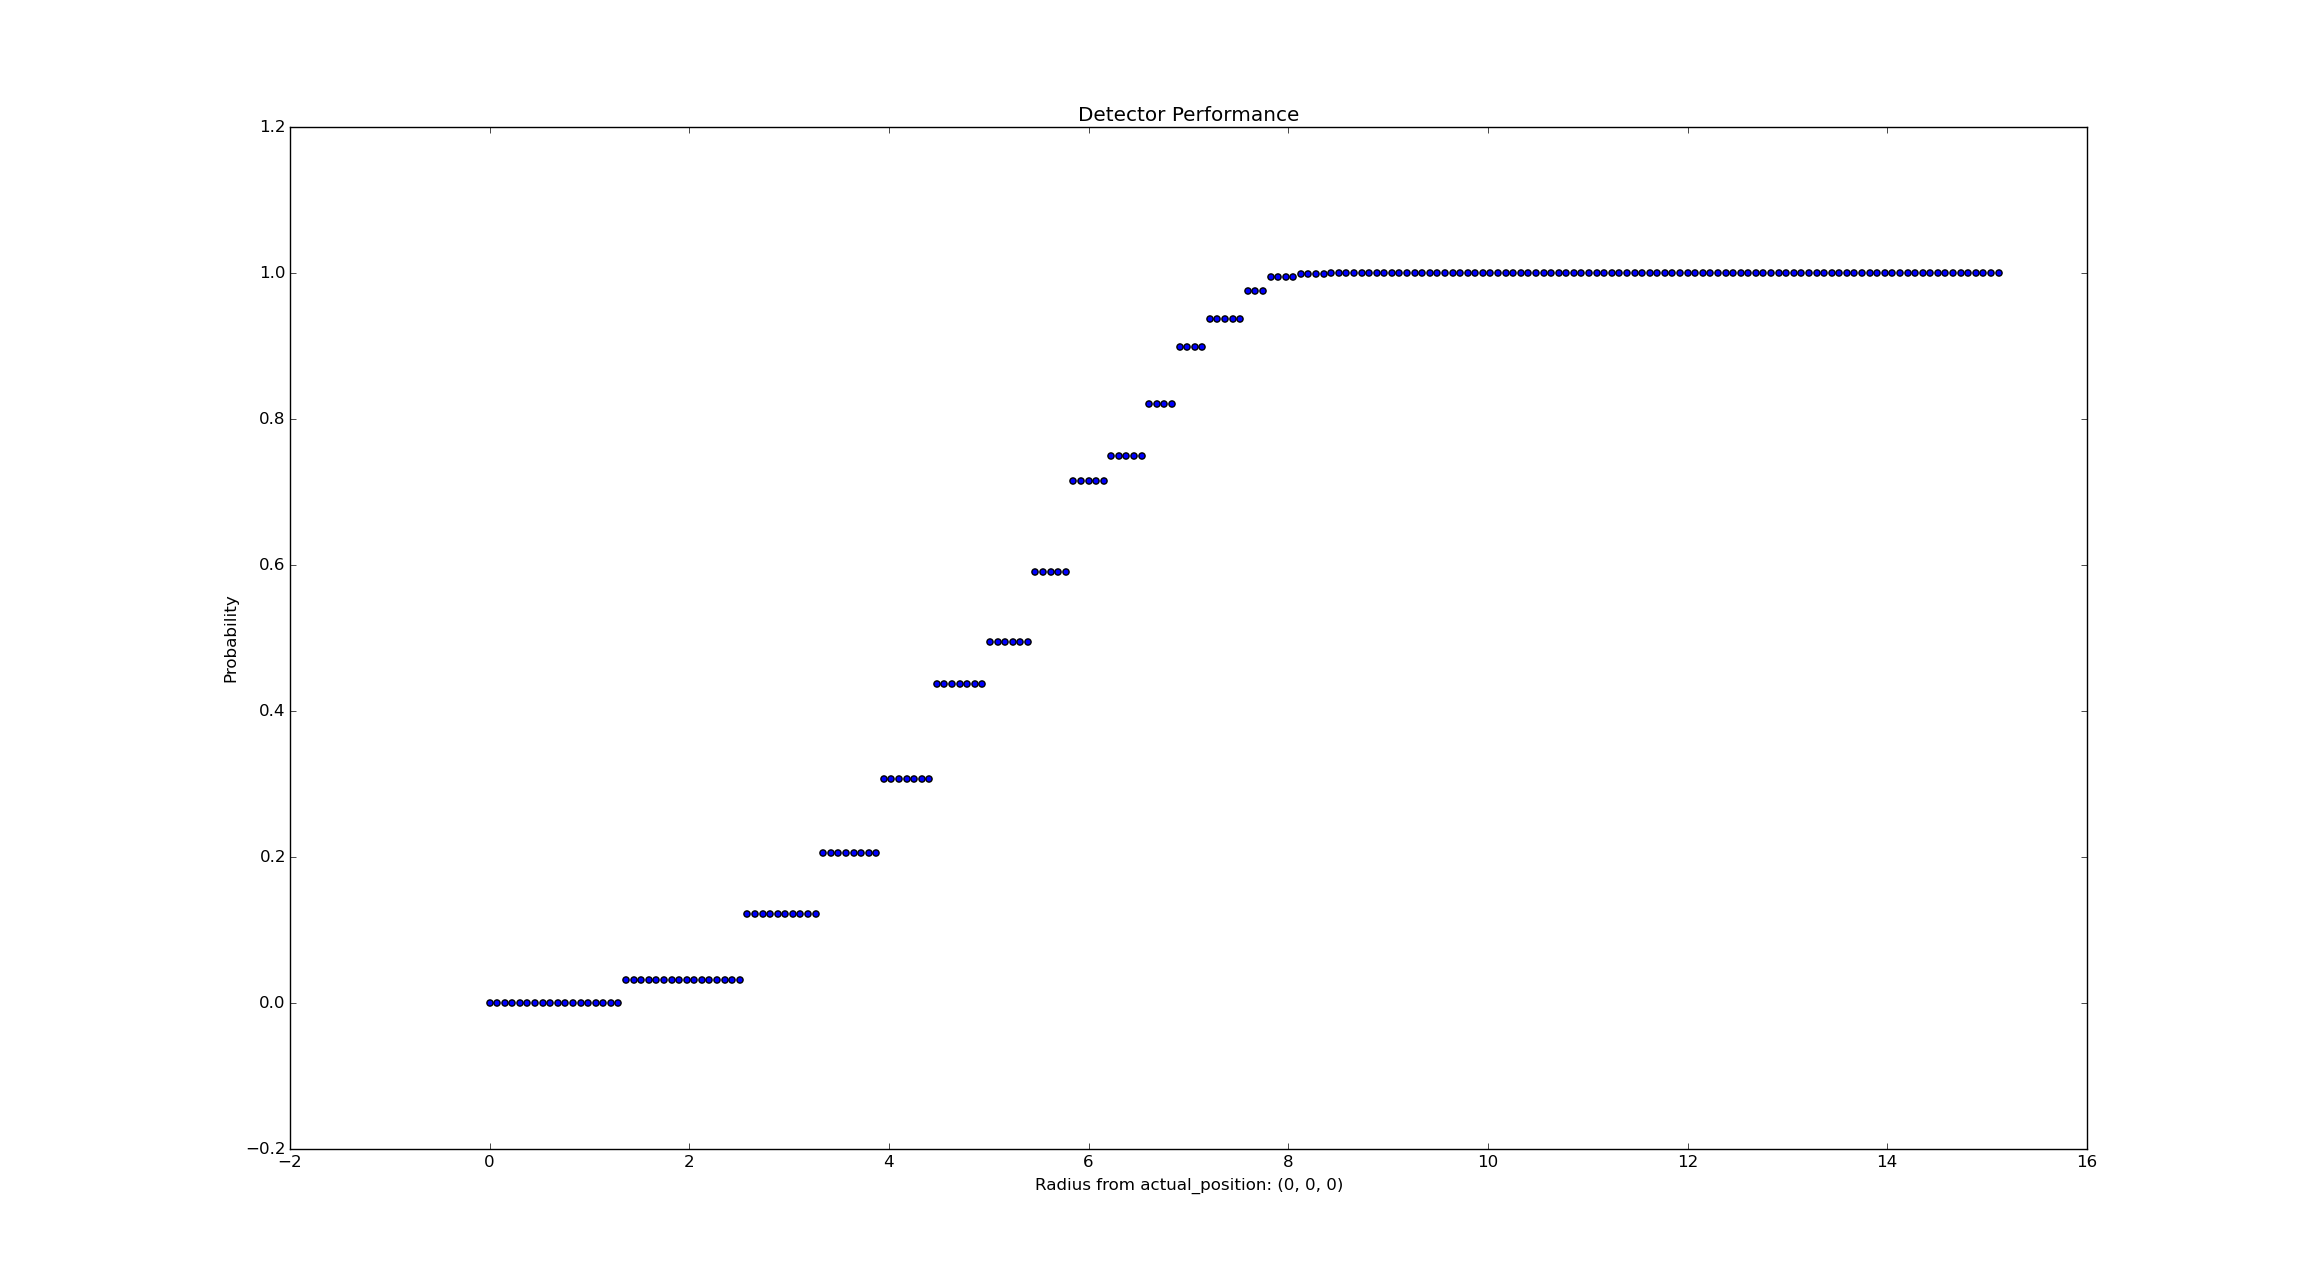 Detector Performance
1.2
1.0
0.8
0.6
0.4
0.2
0.0
−0.2
Probability
−2 0 2 4 6 8 10 12 14 16
Radius from actual_position: (0, 0, 0)